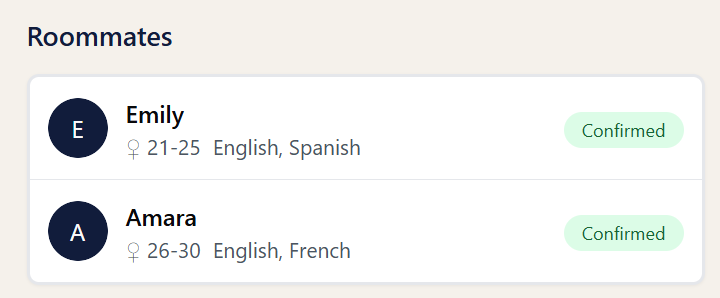 Roommates
E
Emily
♀ 21-25 English, Spanish
Confirmed
A
Amara
♀ 26-30 English, French
Confirmed